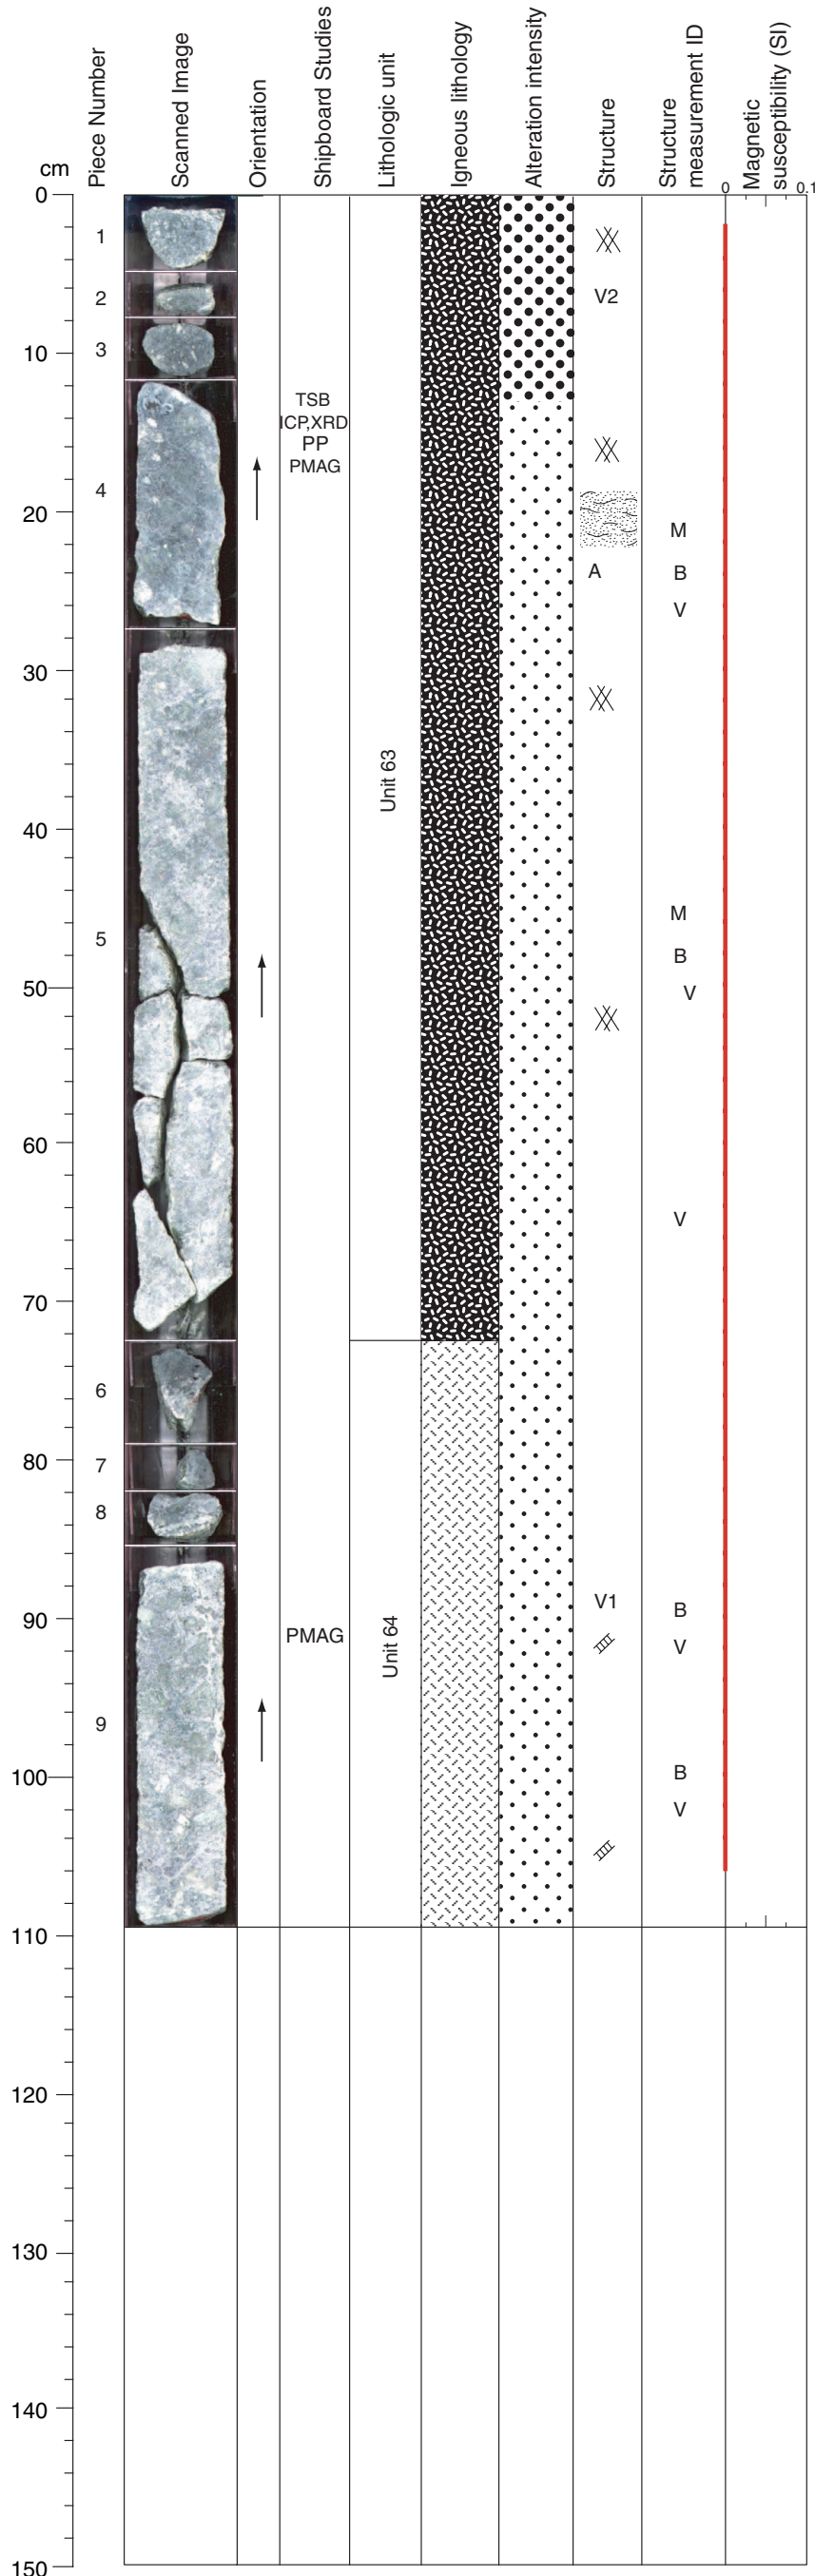 cm
Piece Number
Scanned Image
Orientation
Shipboard Studies
Lithologic unit
Igneous lithology
Alteration intensity
Structure
Structure
measurement ID
Magnetic
susceptibility (SI)
0
0.1
0
1
2
V2
3
10
TSB
ICP,XRD
PP
PMAG
4
20
M
A
B
V
30
Unit 63
40
M
5
B
50
V
60
V
70
6
7
80
8
V1
B
90
PMAG
Unit 64
V
9
B
100
V
110
120
130
140
150